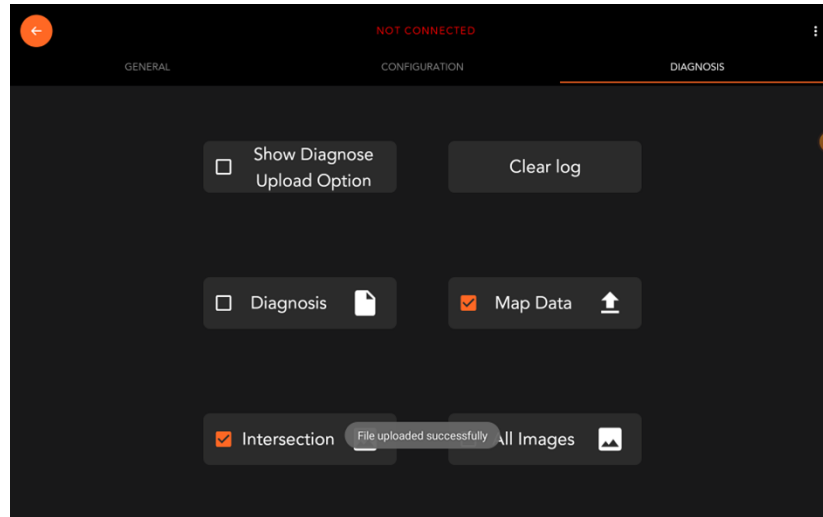 NOT CONNECTED
GENERAL CONFIGURATION DIAGNOSIS
Show Diagnose
Upload Option
Clear log
Diagnosis
Map Data
Intersection
File uploaded successfully
All Images